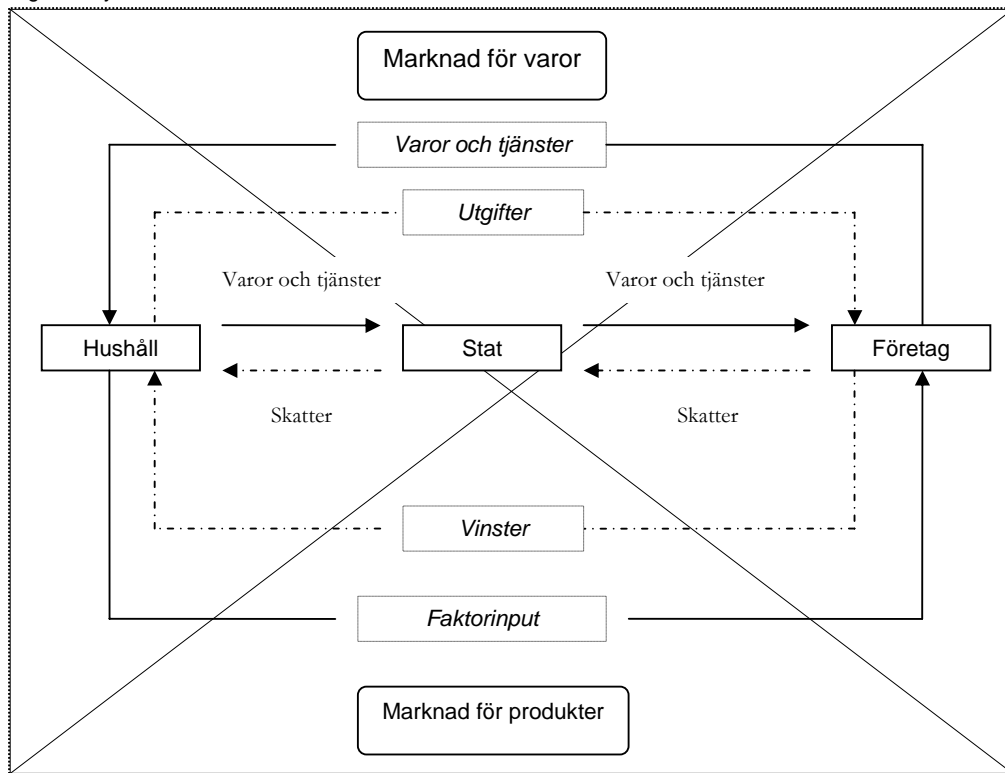 Marknad för varor
Varor och tjänster
Utgifter
Varor och tjänster
Varor och tjänster
Hushåll
Stat
Företag
Skatter
Skatter
Vinster
Faktorinput
Marknad för produkter